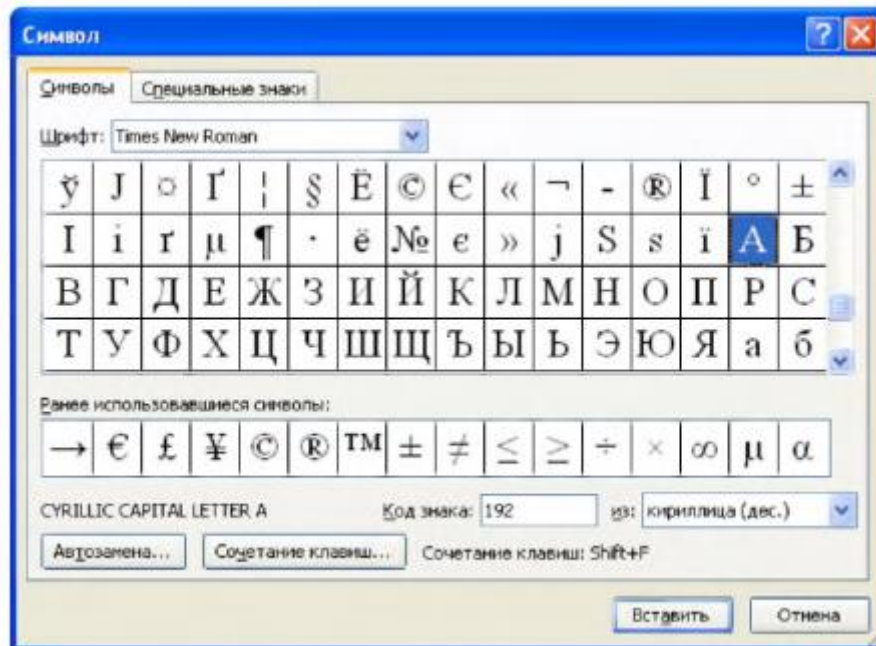 Символ
Символы Специальные знаки
Шрифт: Times New Roman
ў Ј ¤ Ґ ¦ § Ё © Є « ¬ - ® Ї ° ±
І і ґ µ ¶ · ё № є » ј Ѕ ѕ ї А Б
В Г Д Е Ж З И Й К Л М Н О П Р С
Т У Ф Х Ц Ч Ш Щ Ъ Ы Ь Э Ю Я а б
Ранее использовавшиеся символы:
→ € £ ¥ © ® ™ ± ≠ ≤ ≥ ÷ × ∞ µ α
CYRILLIC CAPITAL LETTER A Код знака: 192 из: кириллица (дес.)
Автозамена... Сочетание клавиш... Сочетание клавиш: Shift+F
Вставить Отмена